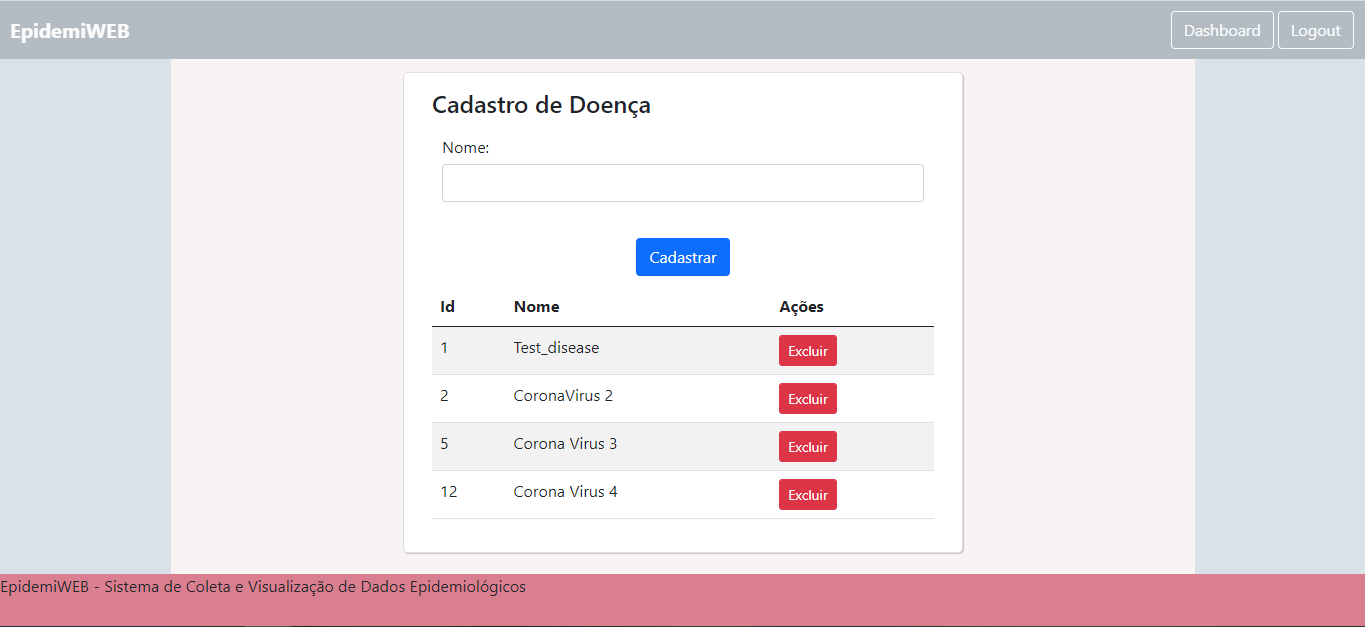 EpidemiWEB Dashboard Logout
Cadastro de Doença
Nome:
Cadastrar
Id Nome Ações
1 Test_disease Excluir
2 CoronaVirus 2 Excluir
5 Corona Virus 3 Excluir
12 Corona Virus 4 Excluir
EpidemiWEB - Sistema de Coleta e Visualização de Dados Epidemiológicos